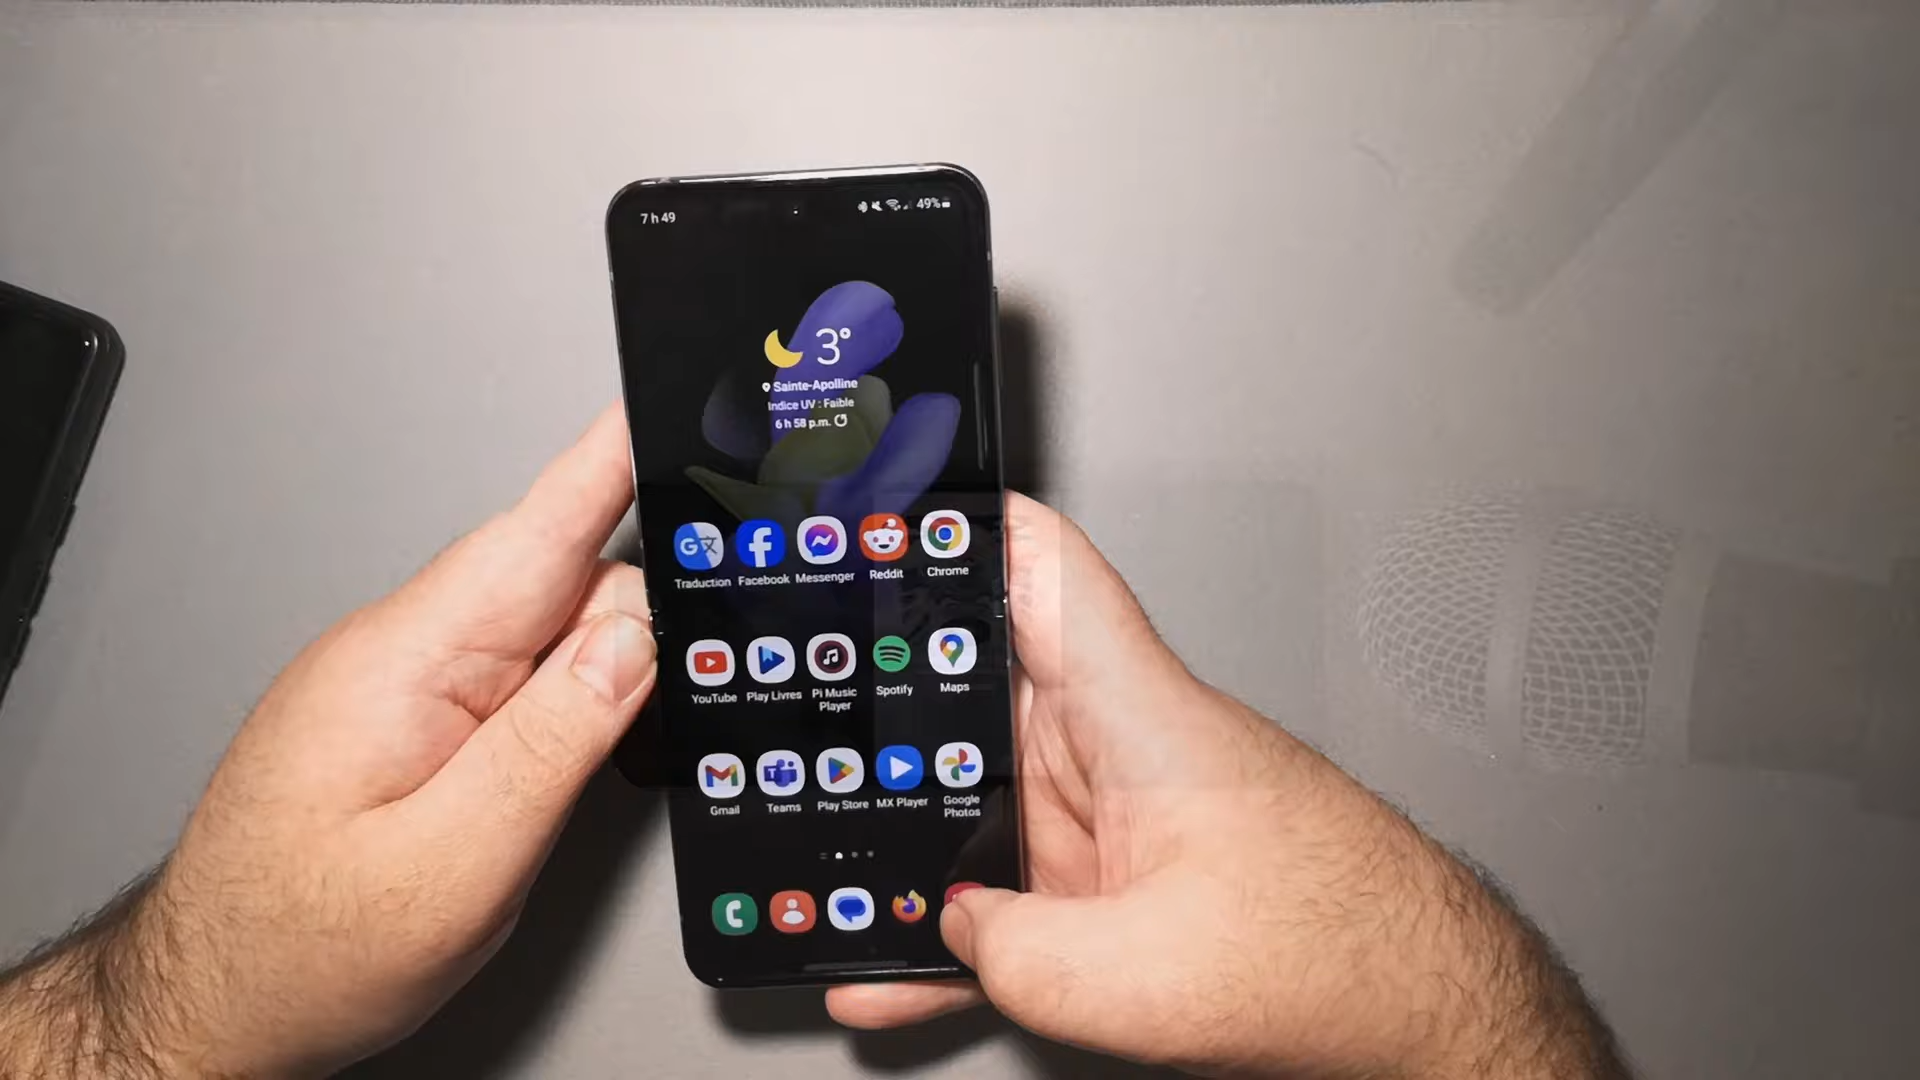 7 h 49
49%
3°
Sainte-Apolline
Indice UV : Faible
6 h 58 p.m.
Traduction Facebook Messenger Reddit Chrome
YouTube Play Livres Pi Music Player Spotify Maps
Gmail Teams Play Store MX Player Google Photos